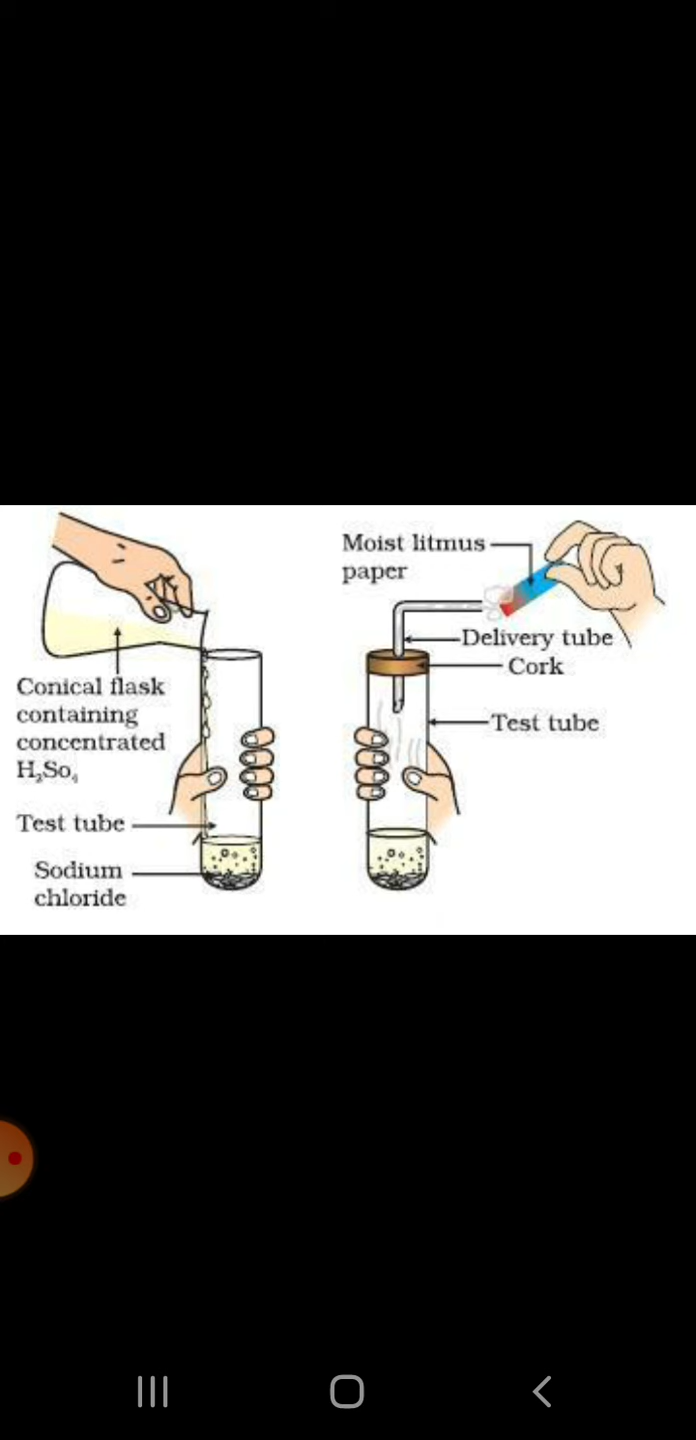 Conical flask
containing
concentrated
H₂So₄
Test tube
Sodium
chloride
Moist litmus
paper
Delivery tube
Cork
Test tube